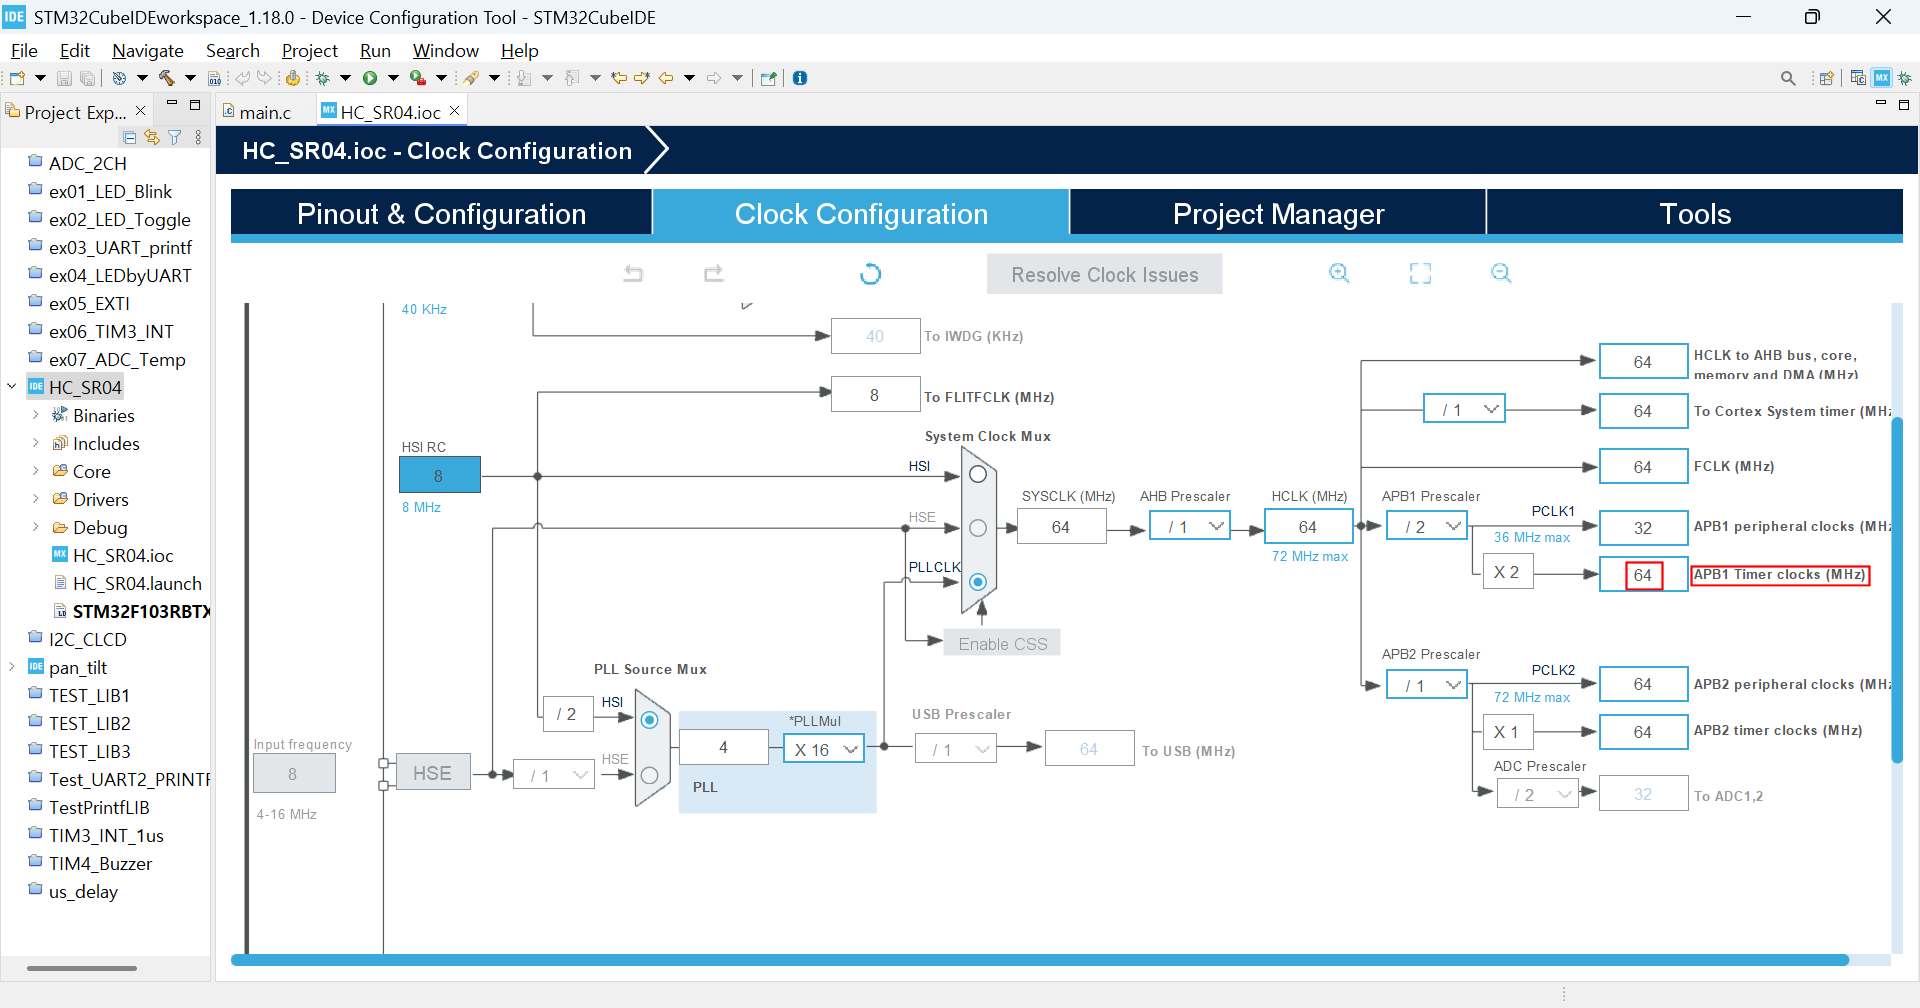 IDE STM32CubeIDEworkspace_1.18.0 - Device Configuration Tool - STM32CubeIDE
File Edit Navigate Search Project Run Window Help
Project Exp...
main.c
MX HC_SR04.ioc
ADC_2CH
ex01_LED_Blink
ex02_LED_Toggle
ex03_UART_printf
ex04_LEDbyUART
ex05_EXTI
ex06_TIM3_INT
ex07_ADC_Temp
IDE HC_SR04
Binaries
Includes
Core
Drivers
Debug
MX HC_SR04.ioc
HC_SR04.launch
STM32F103RBTX
I2C_CLCD
IDE pan_tilt
TEST_LIB1
TEST_LIB2
TEST_LIB3
Test_UART2_PRINTF
TestPrintfLIB
TIM3_INT_1us
TIM4_Buzzer
us_delay
HC_SR04.ioc - Clock Configuration
Pinout & Configuration
Clock Configuration
Project Manager
Tools
Resolve Clock Issues
40 KHz
40 To IWDG (KHz)
8 To FLITFCLK (MHz)
HSI RC
8
8 MHz
System Clock Mux
HSI
HSE
PLLCLK
Enable CSS
SYSCLK (MHz)
64
AHB Prescaler
/ 1
HCLK (MHz)
64
72 MHz max
64 HCLK to AHB bus, core,
memory and DMA (MHz)
/ 1
64 To Cortex System timer (MHz
64 FCLK (MHz)
APB1 Prescaler
/ 2
PCLK1
36 MHz max
32 APB1 peripheral clocks (MHz
X 2
64 APB1 Timer clocks (MHz)
APB2 Prescaler
/ 1
PCLK2
72 MHz max
64 APB2 peripheral clocks (MHz
X 1
64 APB2 timer clocks (MHz)
ADC Prescaler
/ 2
32 To ADC1,2
PLL Source Mux
/ 2
HSI
HSE
Input frequency
8
4-16 MHz
HSE
/ 1
4
*PLLMul
X 16
PLL
USB Prescaler
/ 1
64 To USB (MHz)